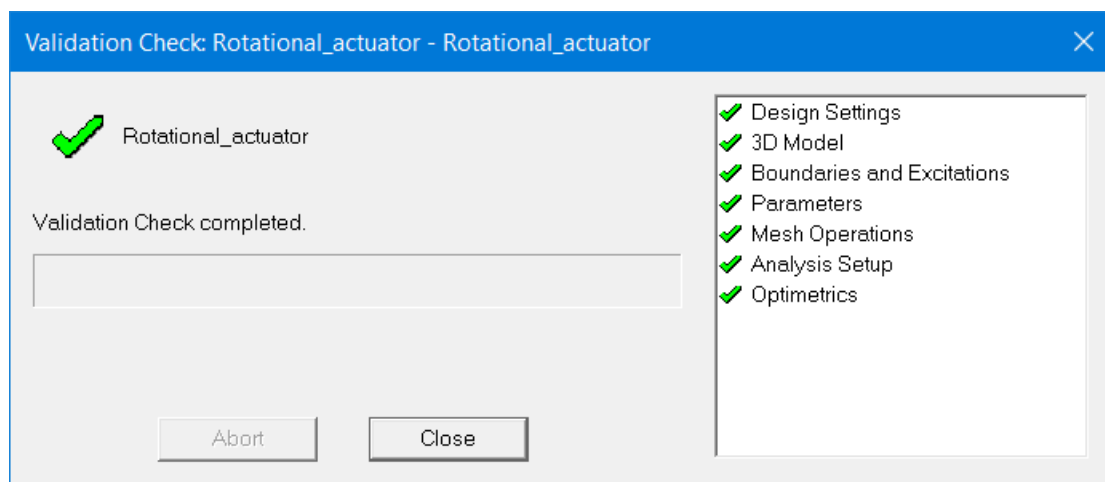 Validation Check: Rotational_actuator - Rotational_actuator
Rotational_actuator
Validation Check completed.
Abort
Close
Design Settings
3D Model
Boundaries and Excitations
Parameters
Mesh Operations
Analysis Setup
Optimetrics